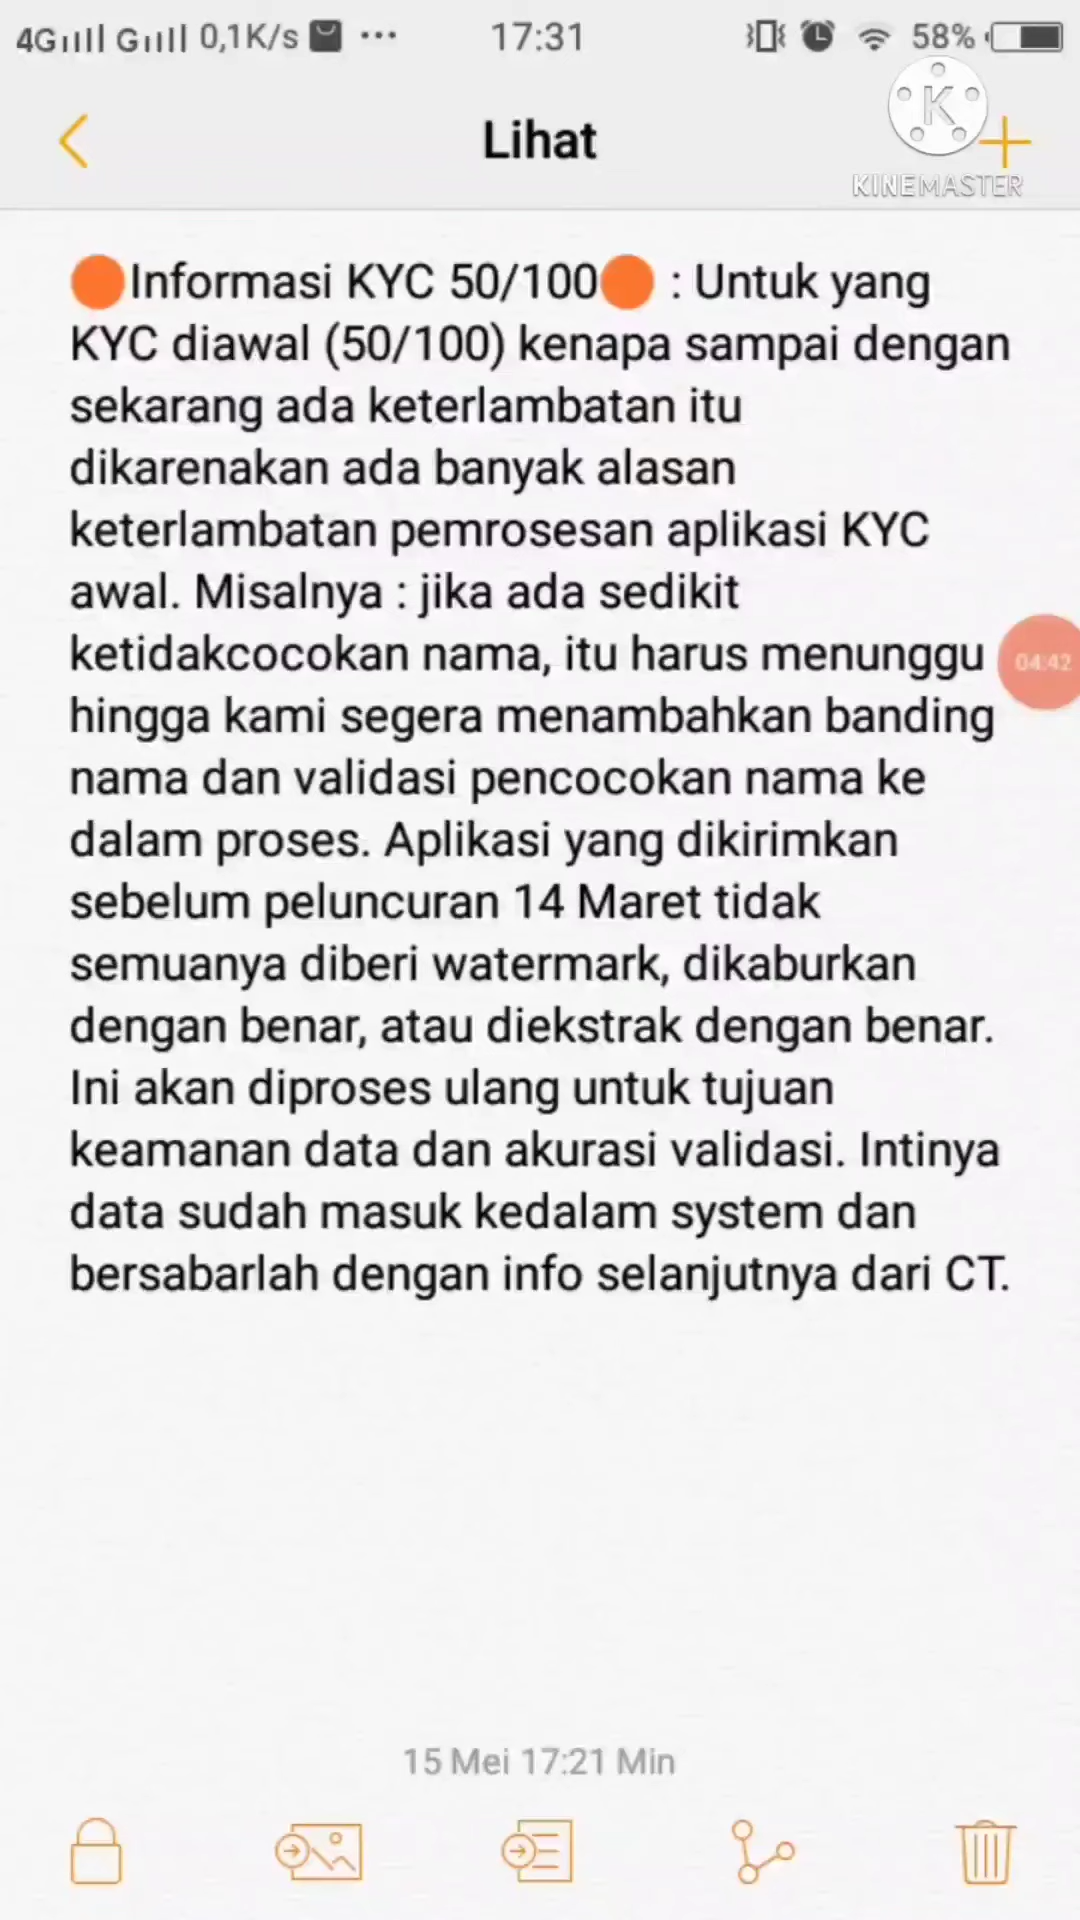 4G G 0,1K/s ... 17:31 58%
Lihat
K
KINEMASTER
🟠Informasi KYC 50/100🟠 : Untuk yang
KYC diawal (50/100) kenapa sampai dengan
sekarang ada keterlambatan itu
dikarenakan ada banyak alasan
keterlambatan pemrosesan aplikasi KYC
awal. Misalnya : jika ada sedikit
ketidakcocokan nama, itu harus menunggu
04:42
hingga kami segera menambahkan banding
nama dan validasi pencocokan nama ke
dalam proses. Aplikasi yang dikirimkan
sebelum peluncuran 14 Maret tidak
semuanya diberi watermark, dikaburkan
dengan benar, atau diekstrak dengan benar.
Ini akan diproses ulang untuk tujuan
keamanan data dan akurasi validasi. Intinya
data sudah masuk kedalam system dan
bersabarlah dengan info selanjutnya dari CT.
15 Mei 17:21 Min